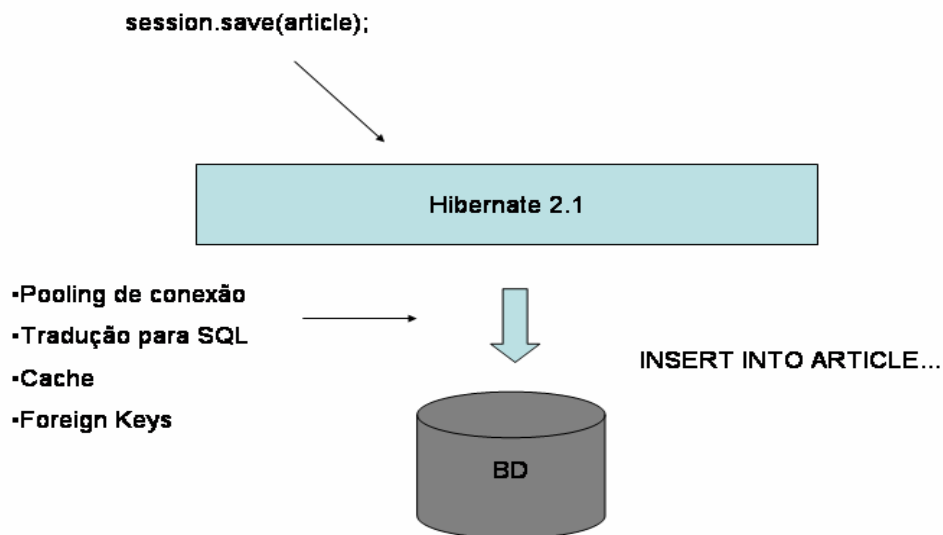 session.save(article);
Hibernate 2.1
▪Pooling de conexão
▪Tradução para SQL
▪Cache
▪Foreign Keys
INSERT INTO ARTICLE...
BD